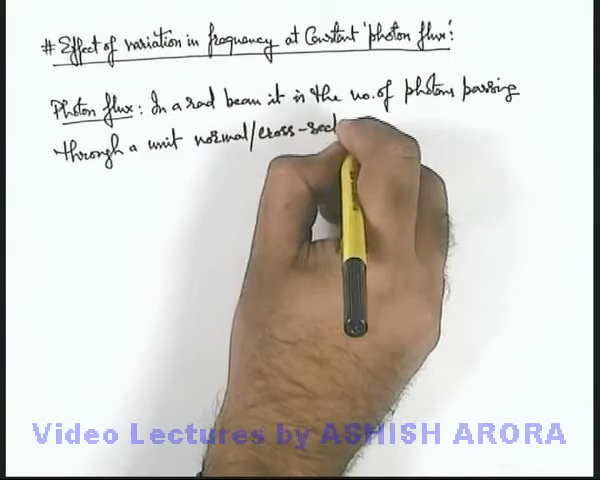 # Effect of variation in frequency at Constant 'photon flux':
Photon flux: In a rad beam it is the no. of photons passing
through a unit normal/cross-sect
Video Lectures by ASHISH ARORA